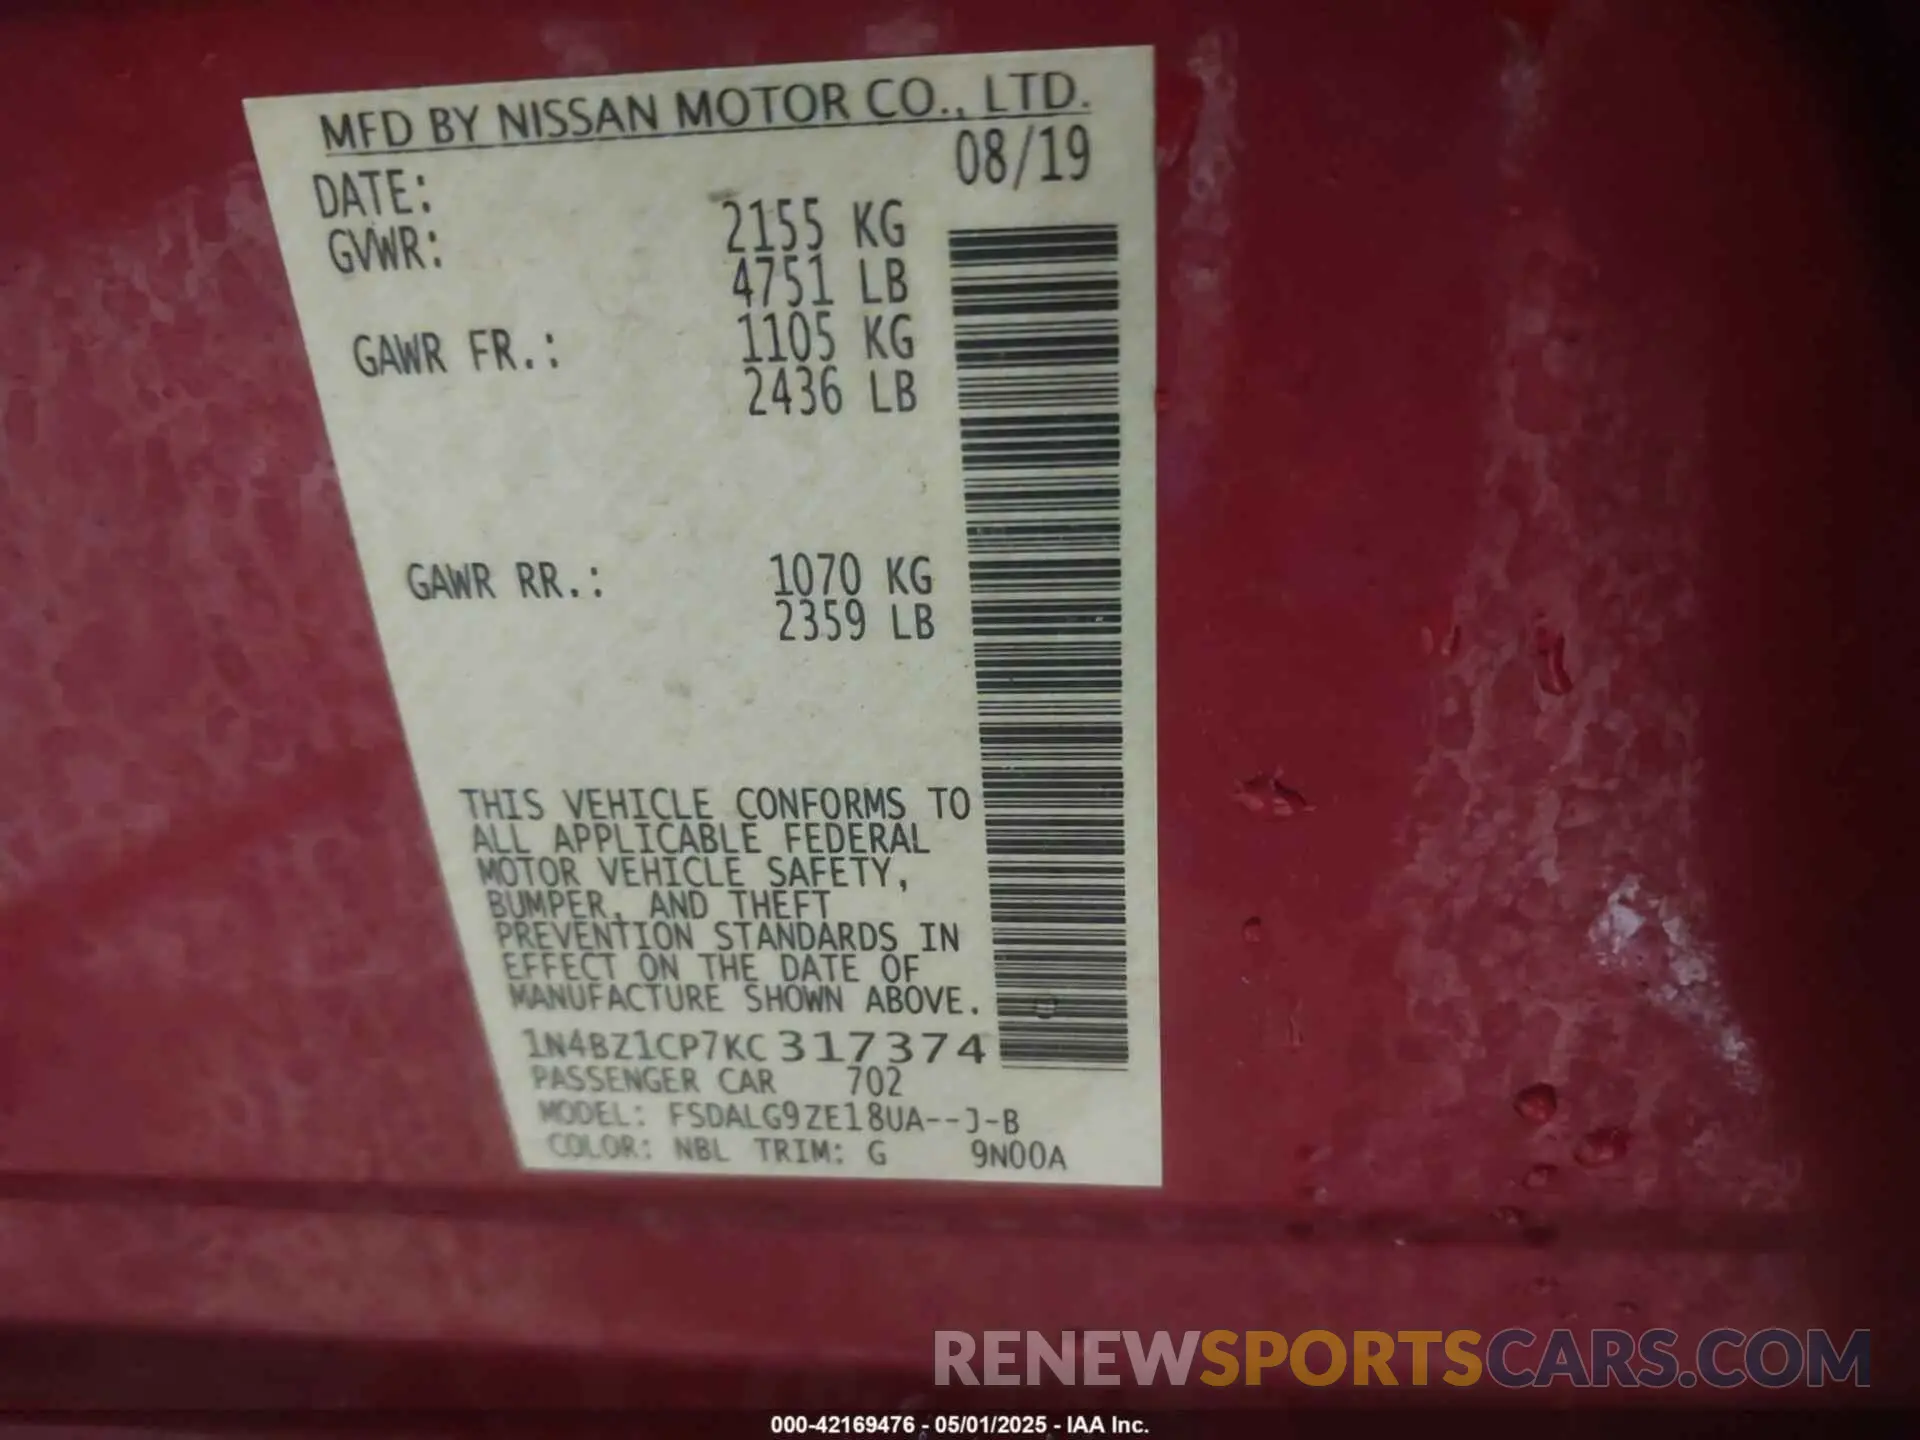 MFD BY NISSAN MOTOR CO., LTD.
DATE: 08/19
GVWR: 2155 KG
4751 LB
GAWR FR.: 1105 KG
2436 LB
GAWR RR.: 1070 KG
2359 LB
THIS VEHICLE CONFORMS TO
ALL APPLICABLE FEDERAL
MOTOR VEHICLE SAFETY,
BUMPER, AND THEFT
PREVENTION STANDARDS IN
EFFECT ON THE DATE OF
MANUFACTURE SHOWN ABOVE.
1N4BZ1CP7KC317374
PASSENGER CAR 702
MODEL: FSDALG9ZE18UA--J-B
COLOR: NBL TRIM: G 9N00A
RENEWSPORTSCARS.COM
000-42169476 - 05/01/2025 - IAA Inc.